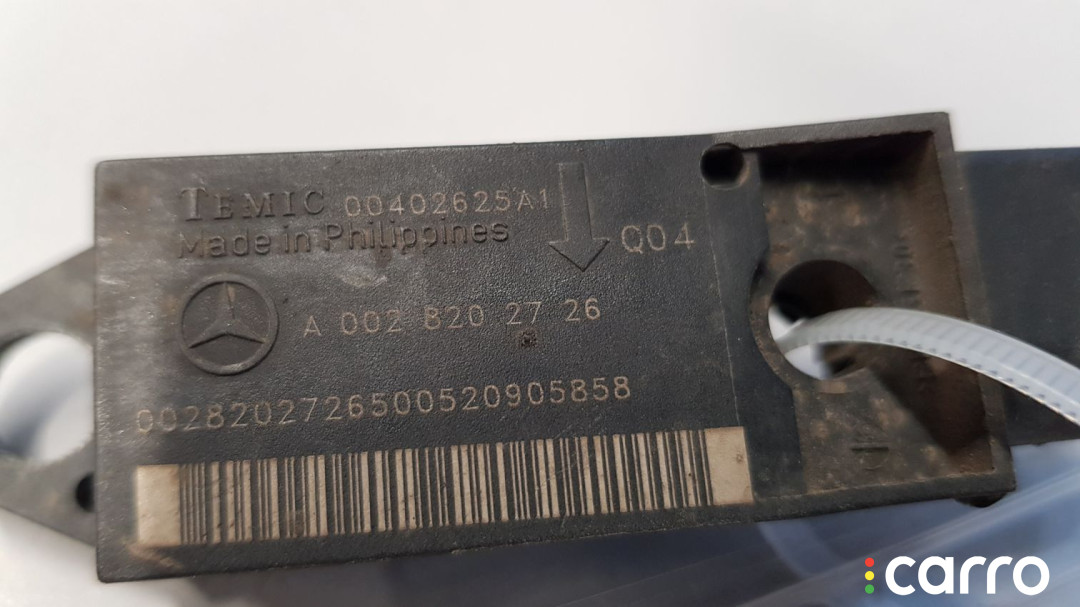 TEMIC 00402625A1
Made in Philippines
Q04
A 002 820 27 26
0028202726500520905858
carro